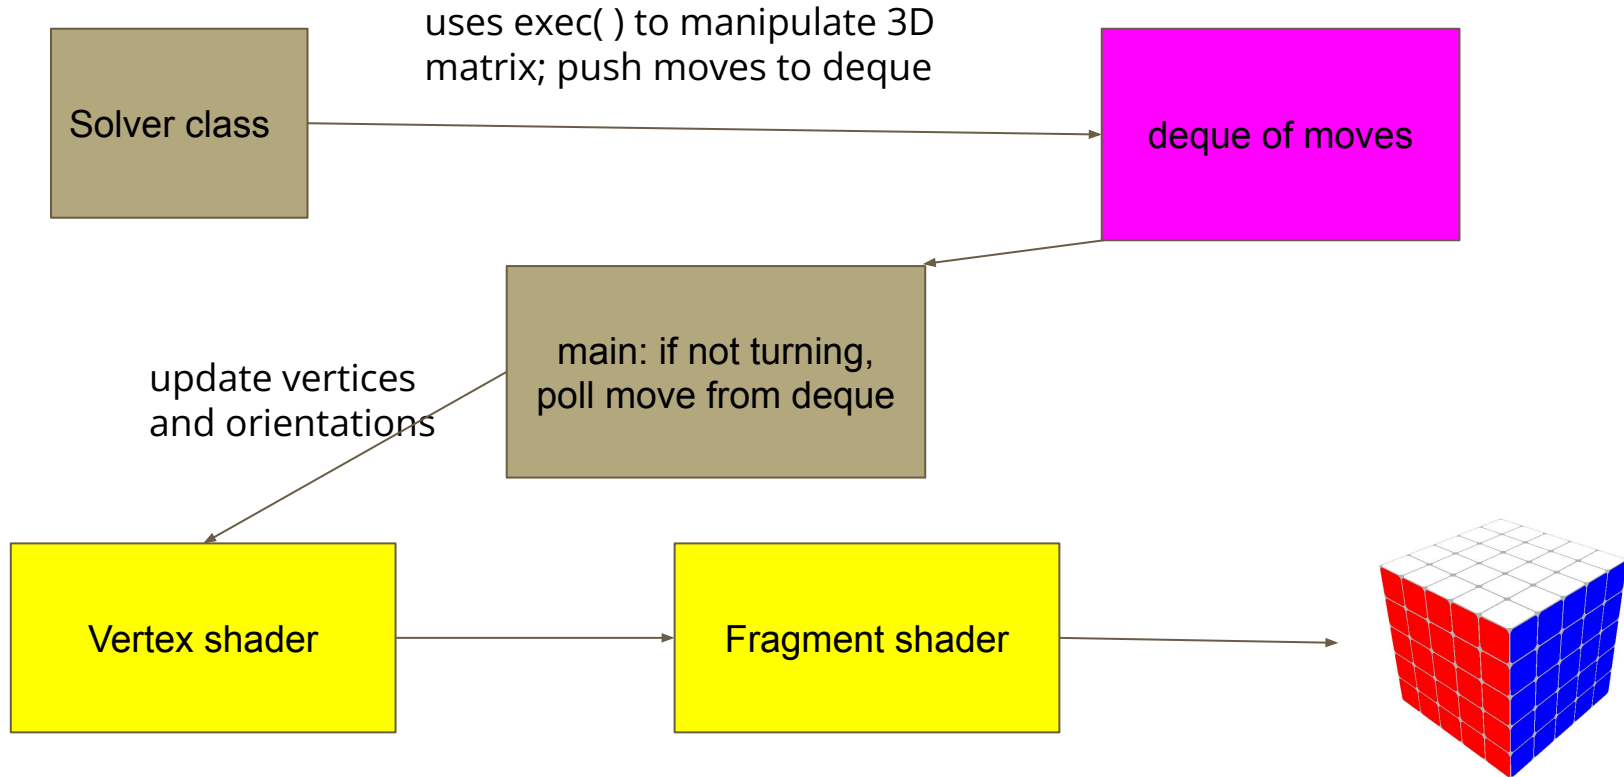 uses exec( ) to manipulate 3D
matrix; push moves to deque
Solver class
deque of moves
main: if not turning,
poll move from deque
update vertices
and orientations
Vertex shader
Fragment shader